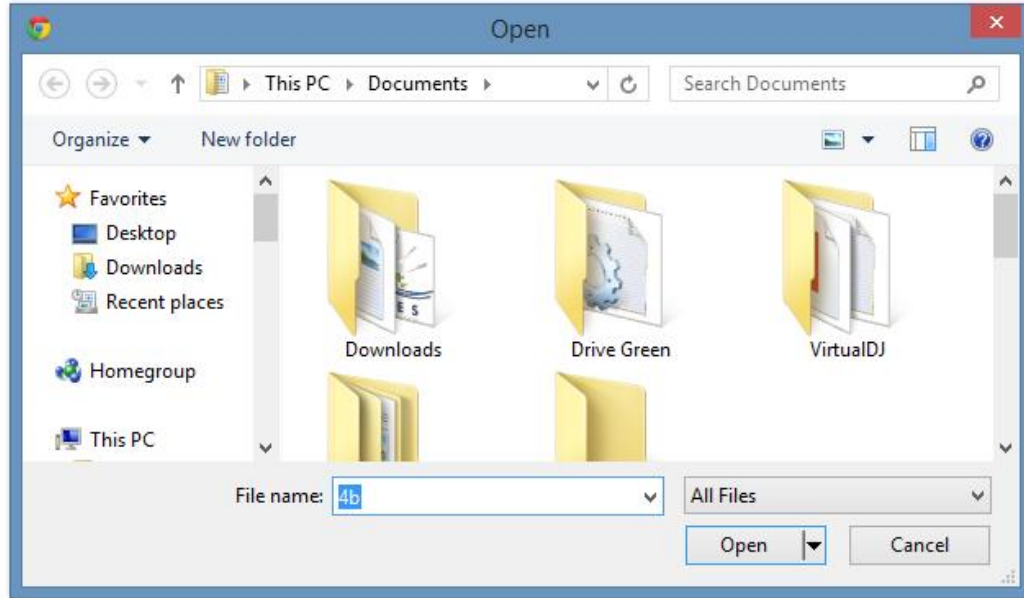 Open
This PC Documents
Search Documents
Organize
New folder
Favorites
Desktop
Downloads
Recent places
Homegroup
This PC
E S
Downloads
Drive Green
VirtualDJ
File name: 4b
All Files
Open
Cancel